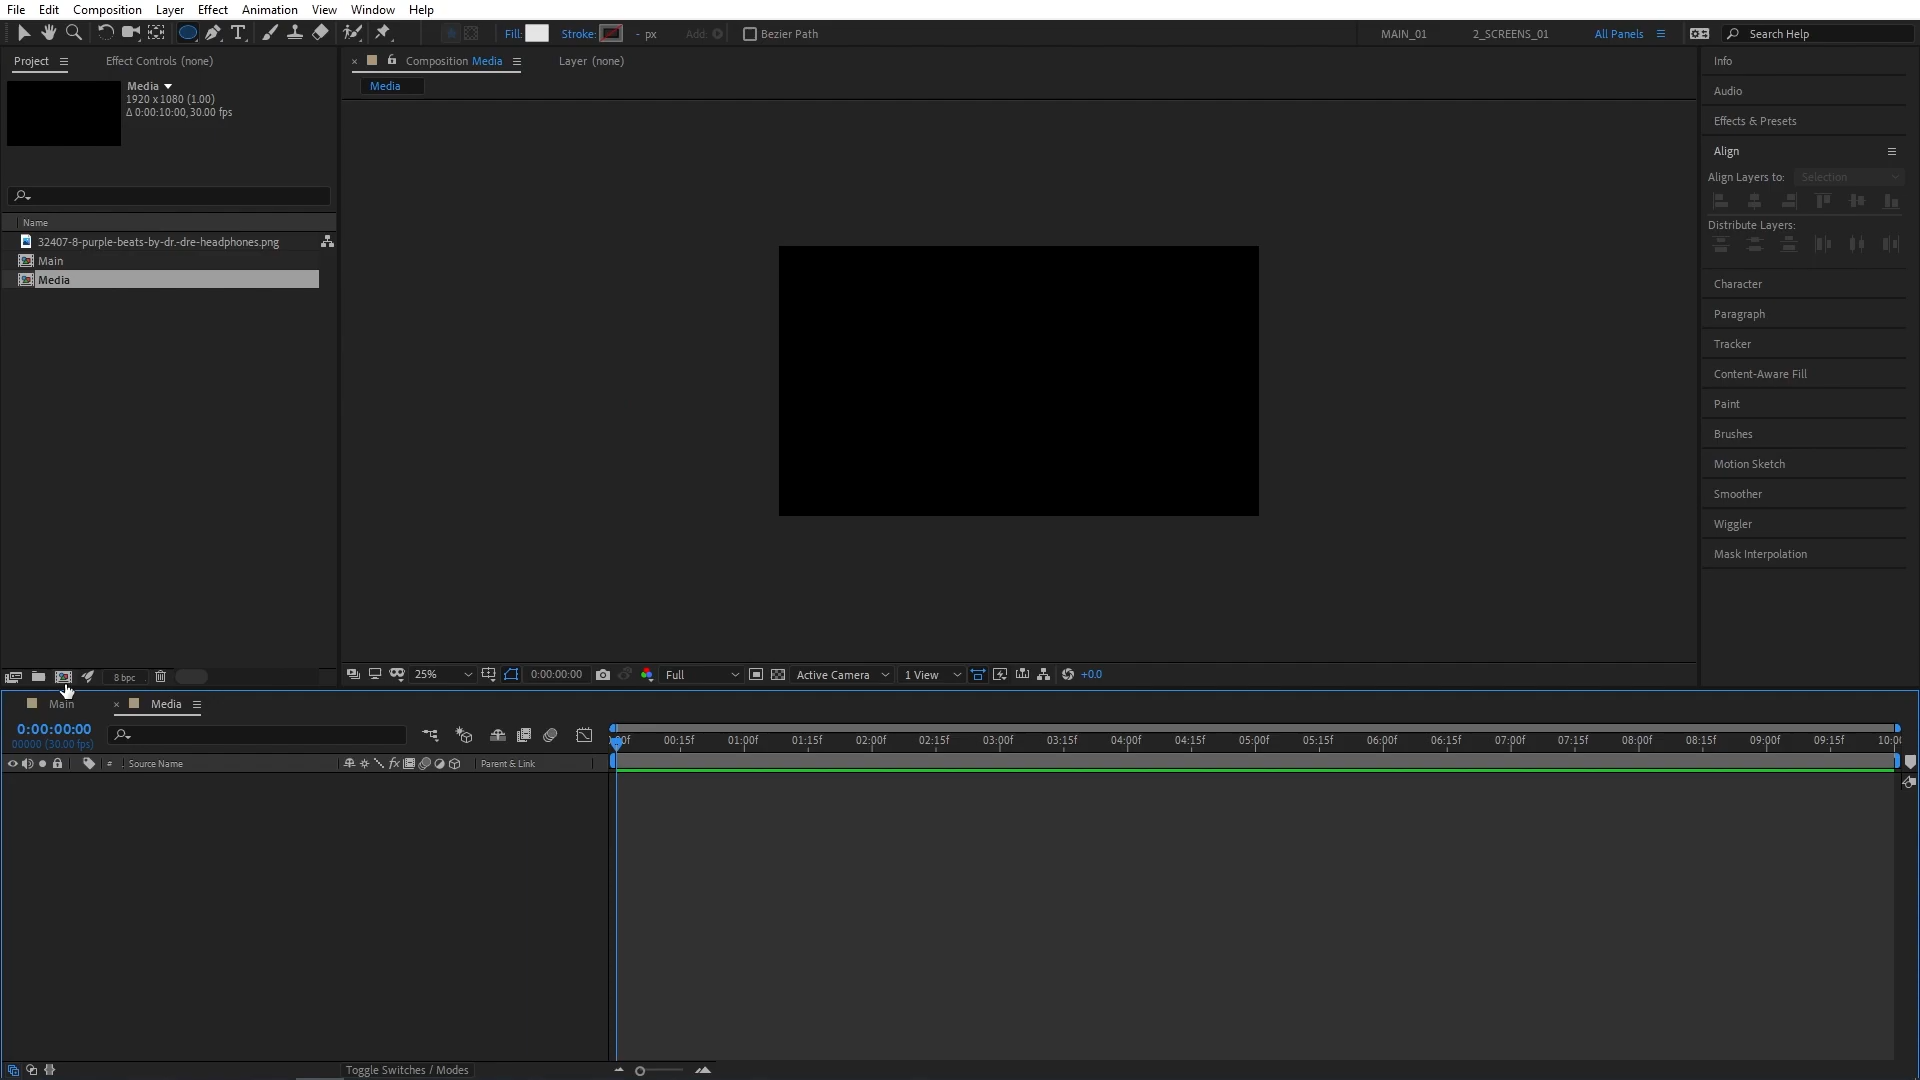 File Edit Composition Layer Effect Animation View Window Help
Fill: Stroke: - px Add: Bezier Path MAIN_01 2_SCREENS_01 All Panels Search Help
Project Effect Controls (none) Composition Media Layer (none) Info
Media
1920 x 1080 (1.00)
Δ 0:00:10:00, 30.00 fps
Media
Audio
Effects & Presets
Align
Align Layers to: Selection
Distribute Layers:
Name
32407-8-purple-beats-by-dr.-dre-headphones.png
Main
Media
Character
Paragraph
Tracker
Content-Aware Fill
Paint
Brushes
Motion Sketch
Smoother
Wiggler
Mask Interpolation
8 bpc 25% 0:00:00:00 Full Active Camera 1 View +0.0
Main Media
0:00:00:00
00000 (30.00 fps)
00:15f 01:00f 01:15f 02:00f 02:15f 03:00f 03:15f 04:00f 04:15f 05:00f 05:15f 06:00f 06:15f 07:00f 07:15f 08:00f 08:15f 09:00f 09:15f
# Source Name fx Parent & Link
Toggle Switches / Modes